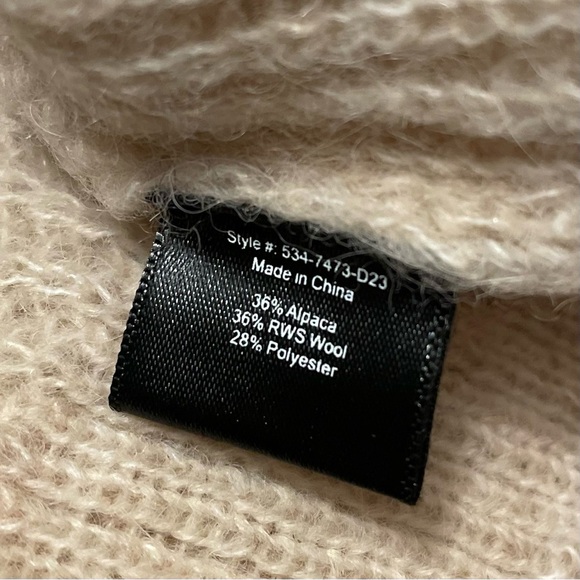 Style #: 534-7473-D23
Made in China
36% Alpaca
36% RWS Wool
28% Polyester